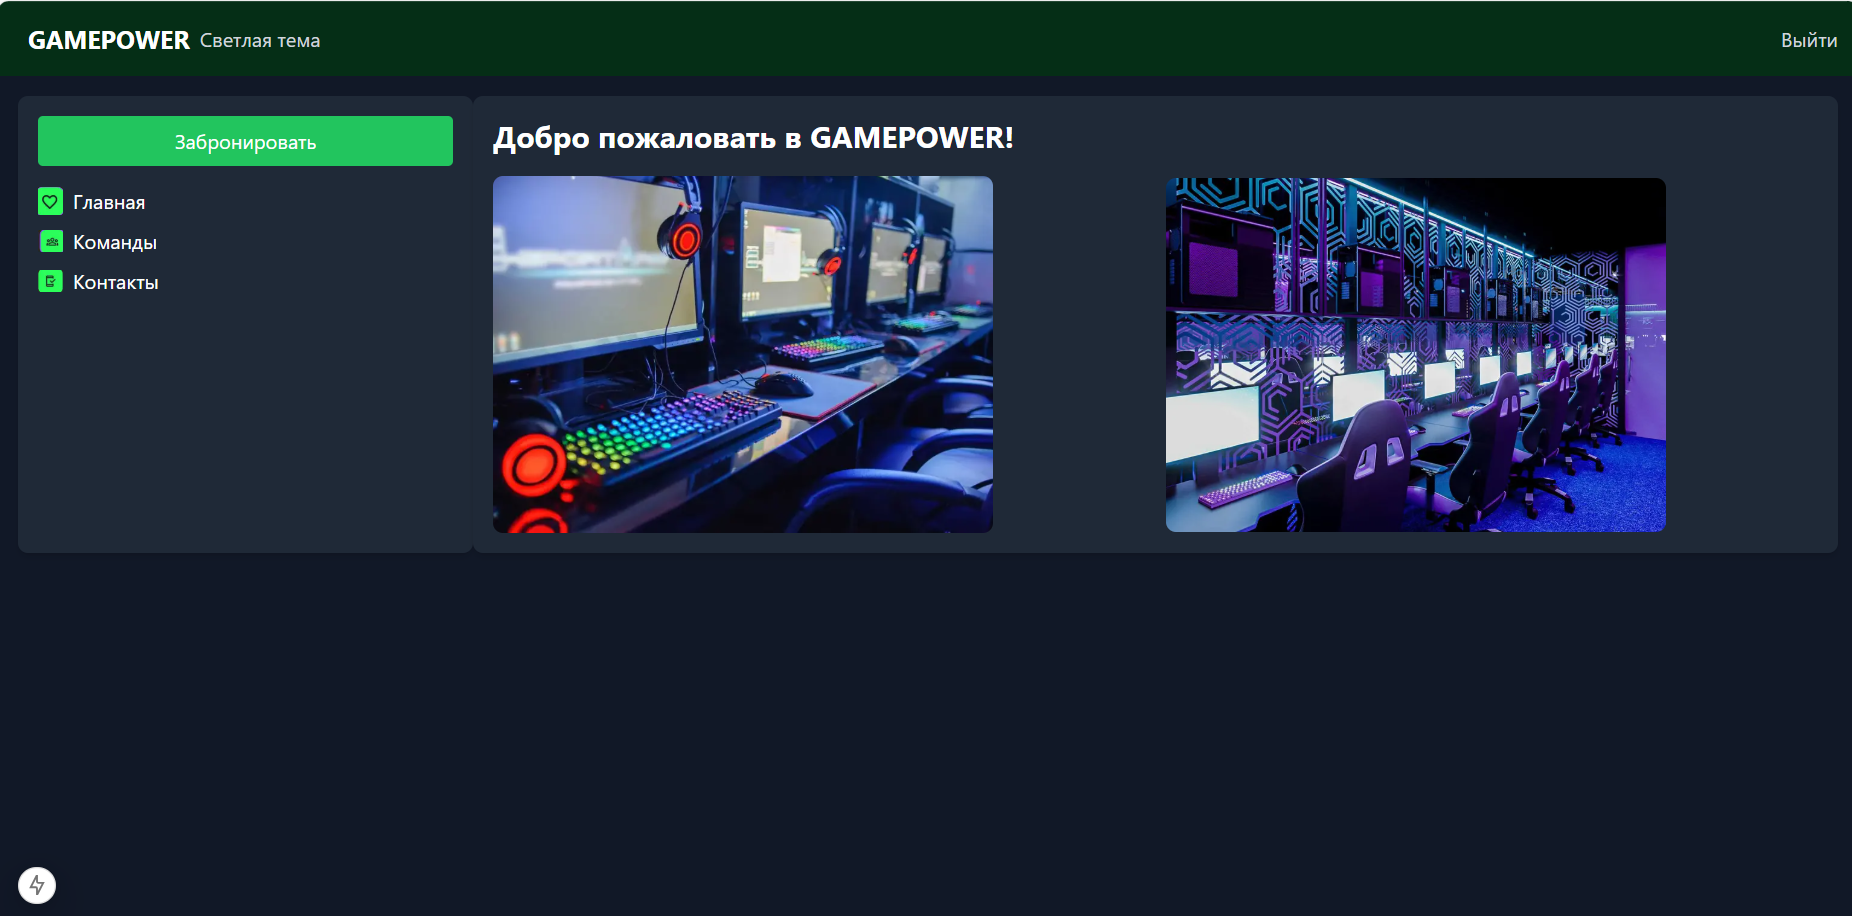 GAMEPOWER Светлая тема
Выйти
Забронировать
Главная
Команды
Контакты
Добро пожаловать в GAMEPOWER!